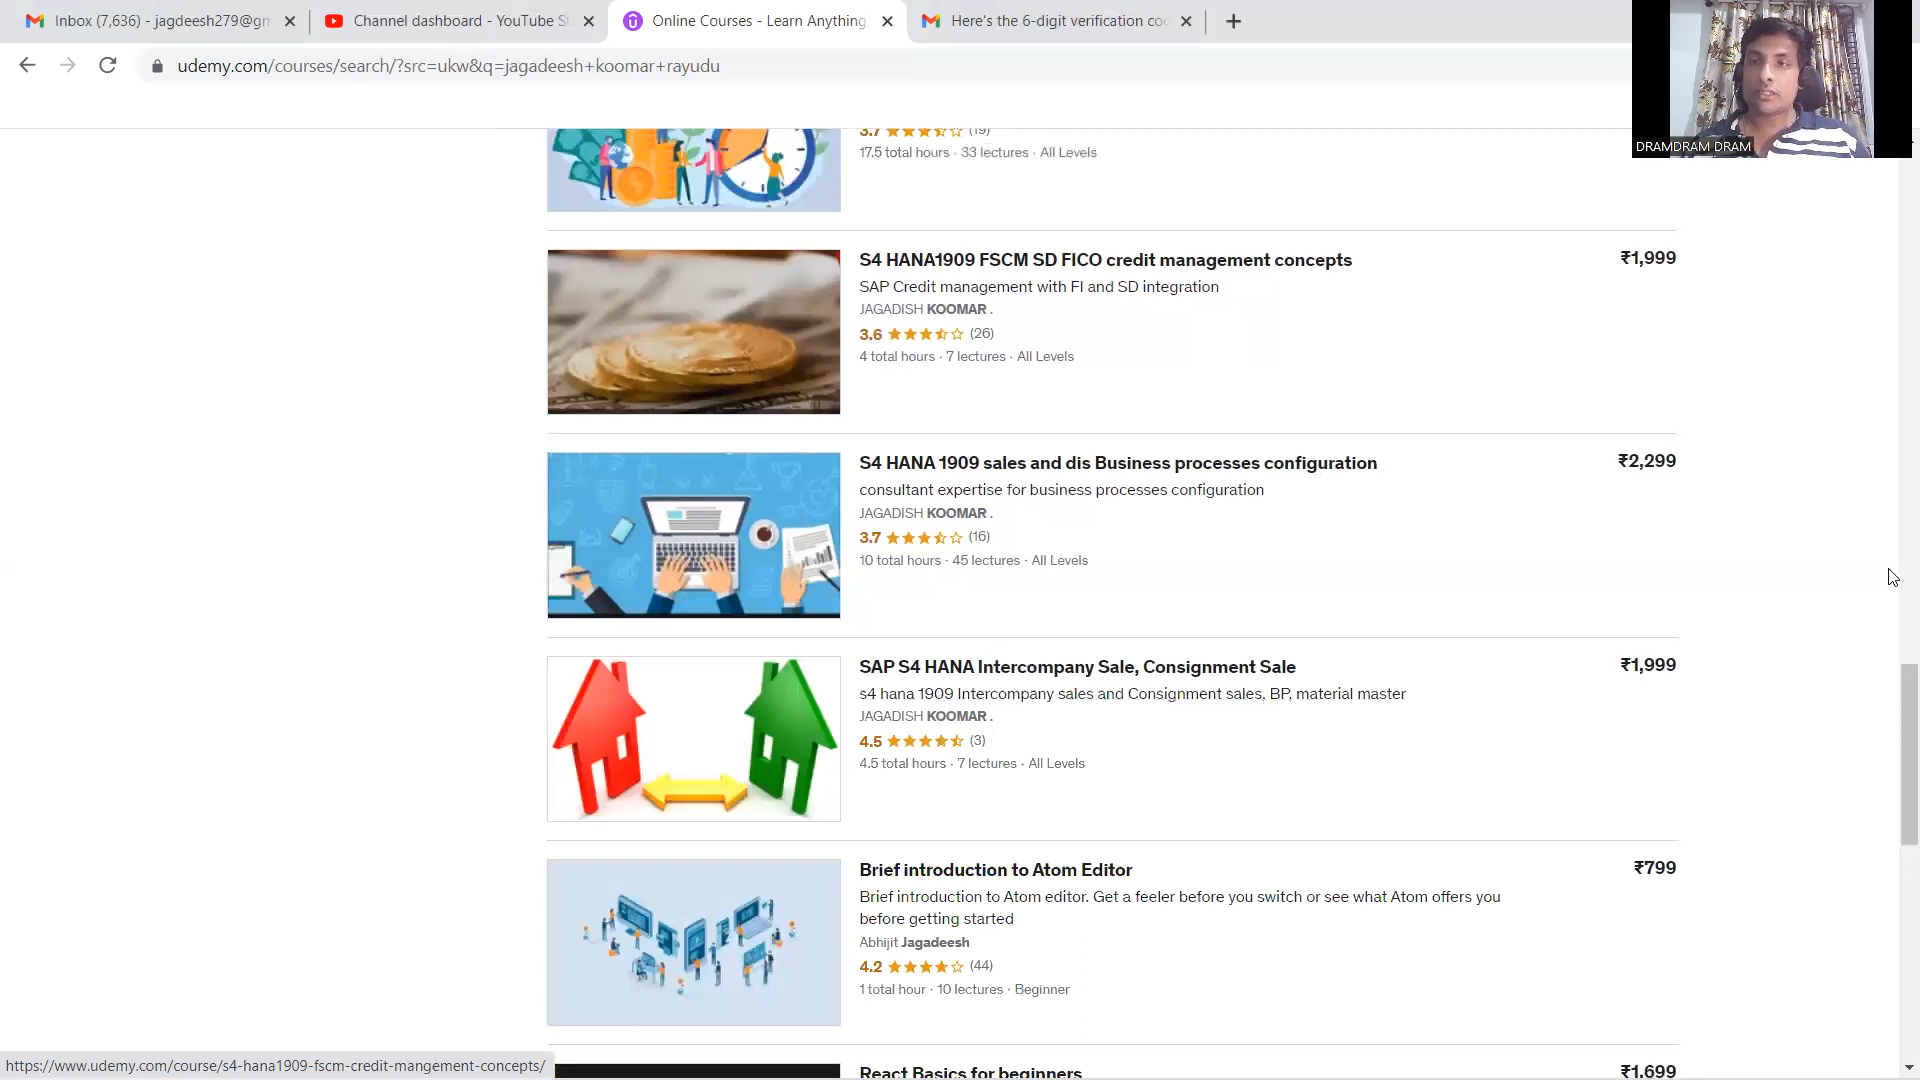 Inbox (7,636) - jagdeesh279@gm
Channel dashboard - YouTube St
Online Courses - Learn Anything
Here's the 6-digit verification co
udemy.com/courses/search/?src=ukw&q=jagadeesh+koomar+rayudu
DRAMDRAM DRAM
3.7 (19)
17.5 total hours · 33 lectures · All Levels
S4 HANA1909 FSCM SD FICO credit management concepts
₹1,999
SAP Credit management with FI and SD integration
JAGADISH KOOMAR .
3.6 (26)
4 total hours · 7 lectures · All Levels
S4 HANA 1909 sales and dis Business processes configuration
₹2,299
consultant expertise for business processes configuration
JAGADISH KOOMAR .
3.7 (16)
10 total hours · 45 lectures · All Levels
SAP S4 HANA Intercompany Sale, Consignment Sale
₹1,999
s4 hana 1909 Intercompany sales and Consignment sales, BP, material master
JAGADISH KOOMAR .
4.5 (3)
4.5 total hours · 7 lectures · All Levels
Brief introduction to Atom Editor
₹799
Brief introduction to Atom editor. Get a feeler before you switch or see what Atom offers you
before getting started
Abhijit Jagadeesh
4.2 (44)
1 total hour · 10 lectures · Beginner
React Basics for beginners
₹1,699
https://www.udemy.com/course/s4-hana1909-fscm-credit-mangement-concepts/